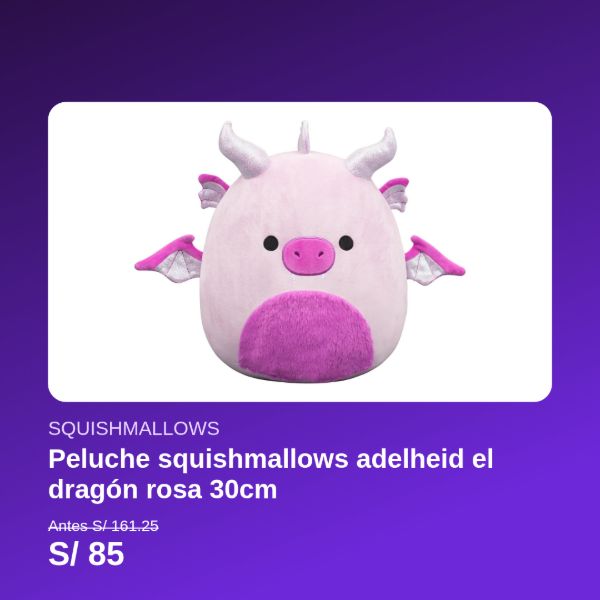 SQUISHMALLOWS
Peluche squishmallows adelheid el
dragón rosa 30cm
Antes S/ 161.25
S/ 85